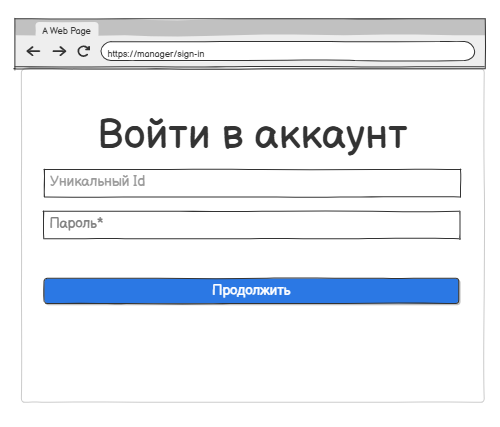 A Web Page
https://manager/sign-in
Войти в аккаунт
Уникальный Id
Пароль*
Продолжить